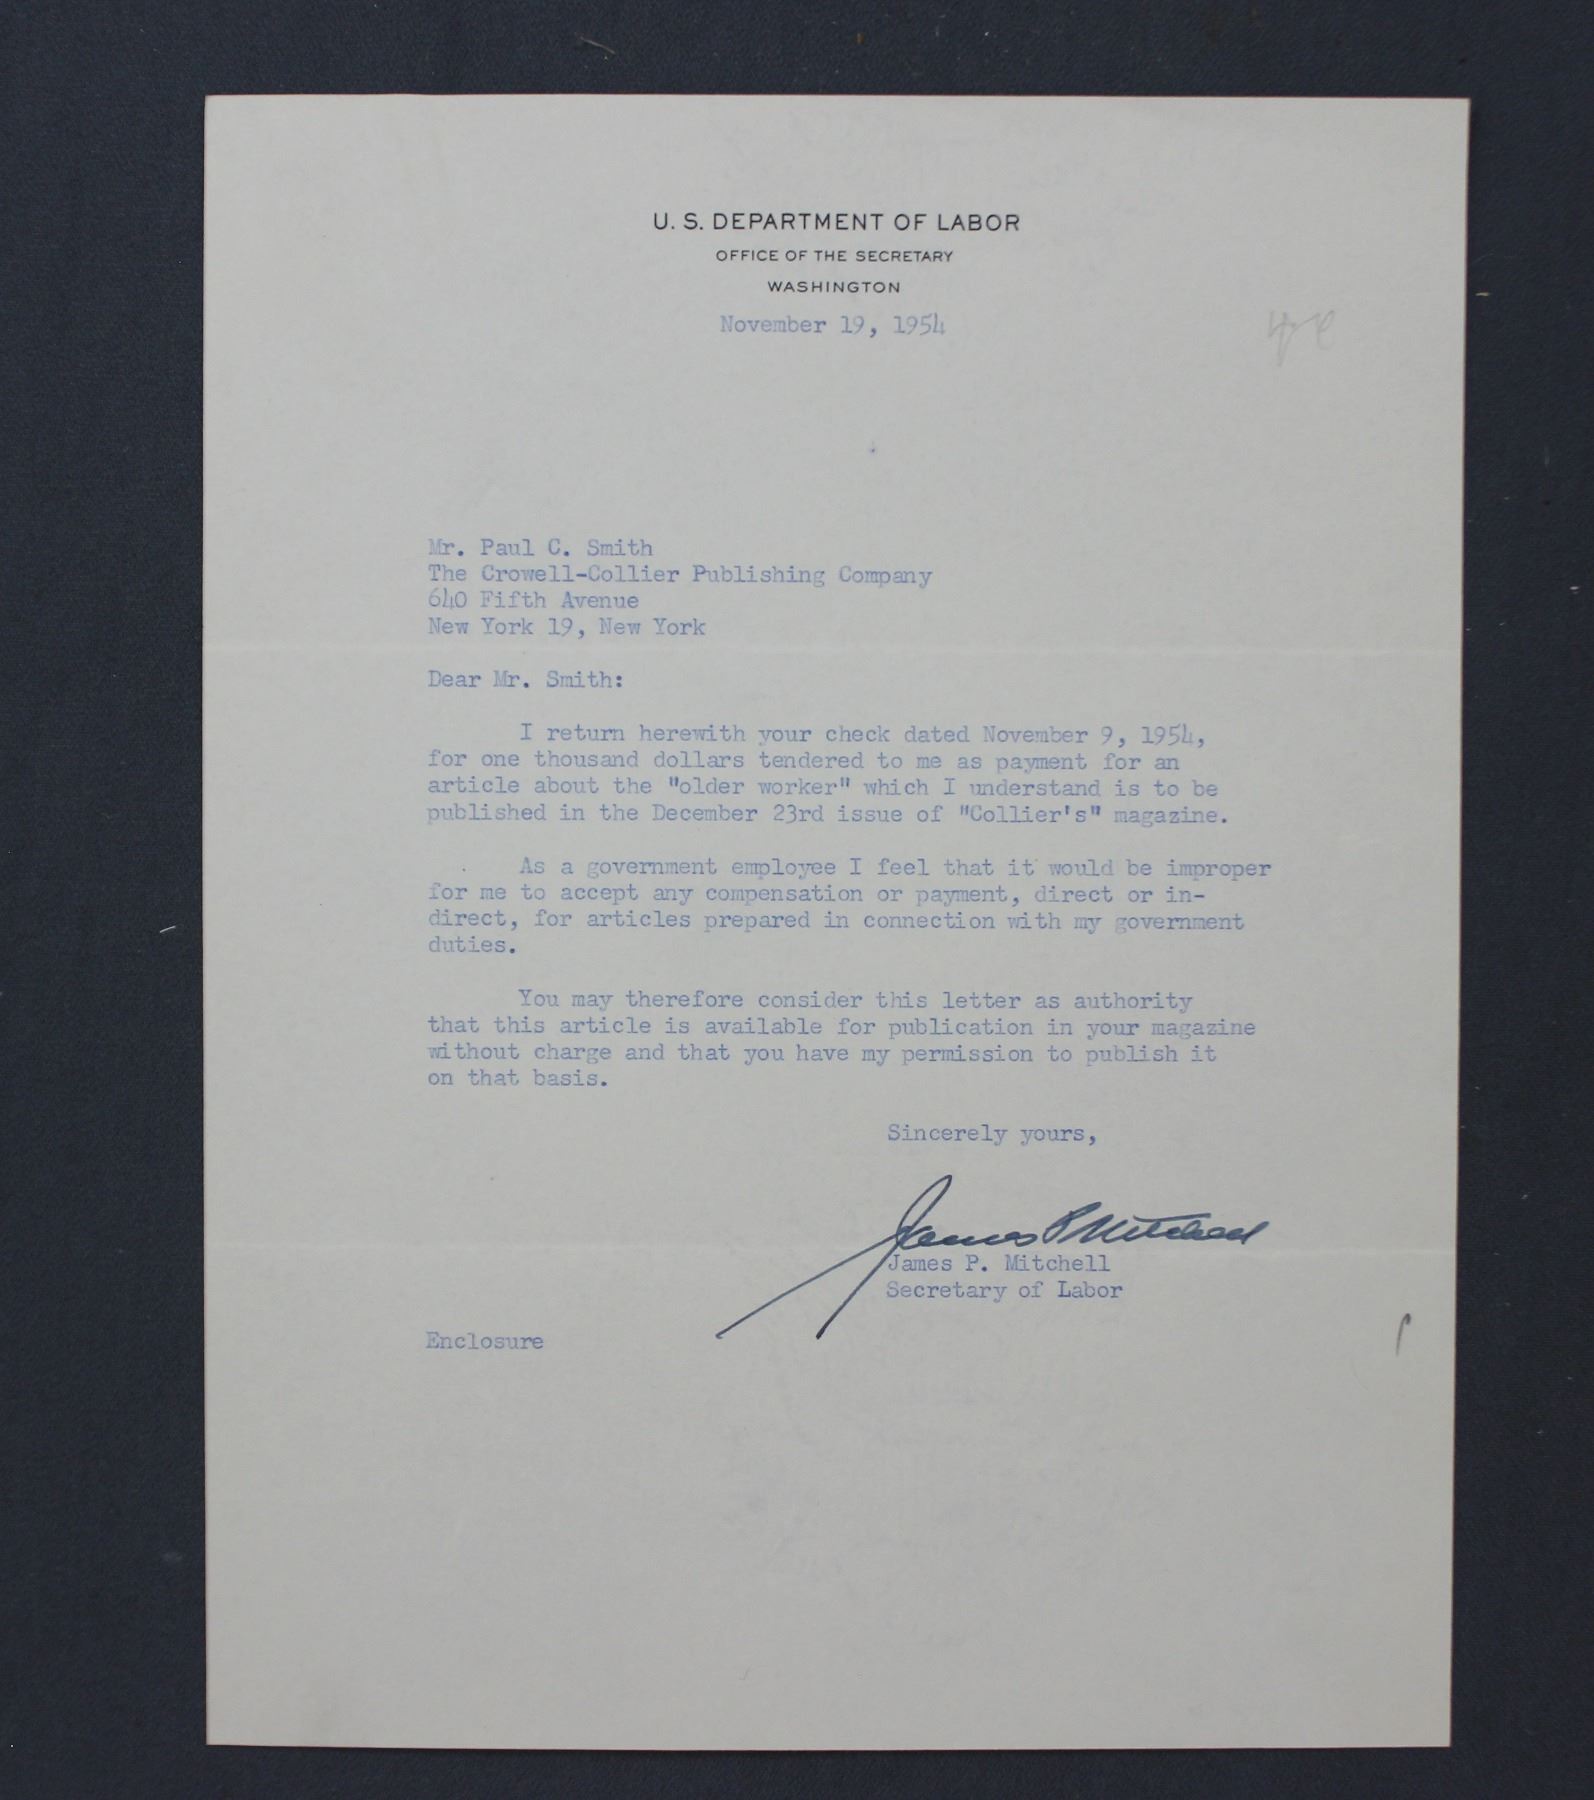 U. S. DEPARTMENT OF LABOR
OFFICE OF THE SECRETARY
WASHINGTON
November 19, 1954
Mr. Paul C. Smith
The Crowell-Collier Publishing Company
640 Fifth Avenue
New York 19, New York
Dear Mr. Smith:
I return herewith your check dated November 9, 1954,
for one thousand dollars tendered to me as payment for an
article about the "older worker" which I understand is to be
published in the December 23rd issue of "Collier's" magazine.
As a government employee I feel that it would be improper
for me to accept any compensation or payment, direct or in-
direct, for articles prepared in connection with my government
duties.
You may therefore consider this letter as authority
that this article is available for publication in your magazine
without charge and that you have my permission to publish it
on that basis.
Sincerely yours,
James P Mitchell
James P. Mitchell
Secretary of Labor
Enclosure